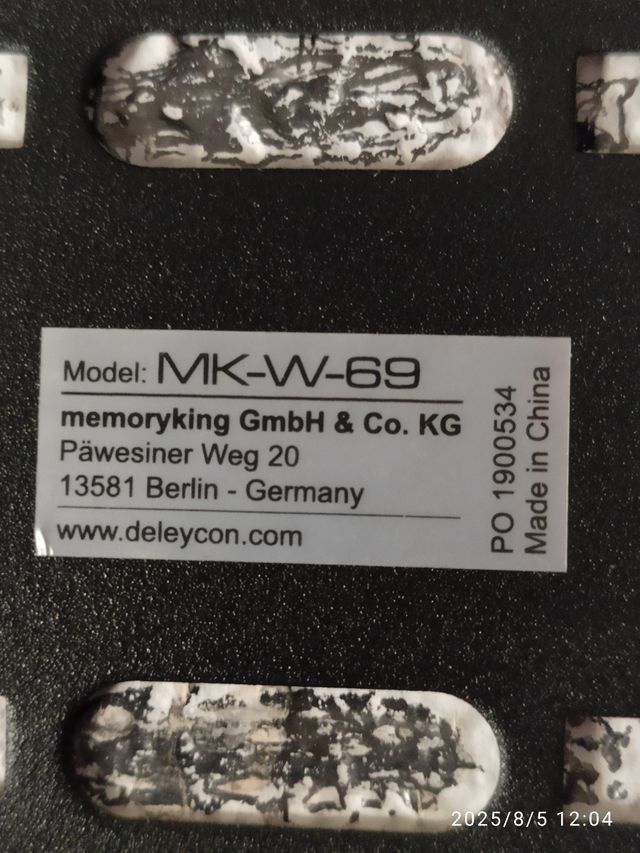 Model: MK-W-69
memoryking GmbH & Co. KG
Päwesiner Weg 20
13581 Berlin - Germany
www.deleycon.com
PO 1900534
Made in China
2025/8/5 12:04